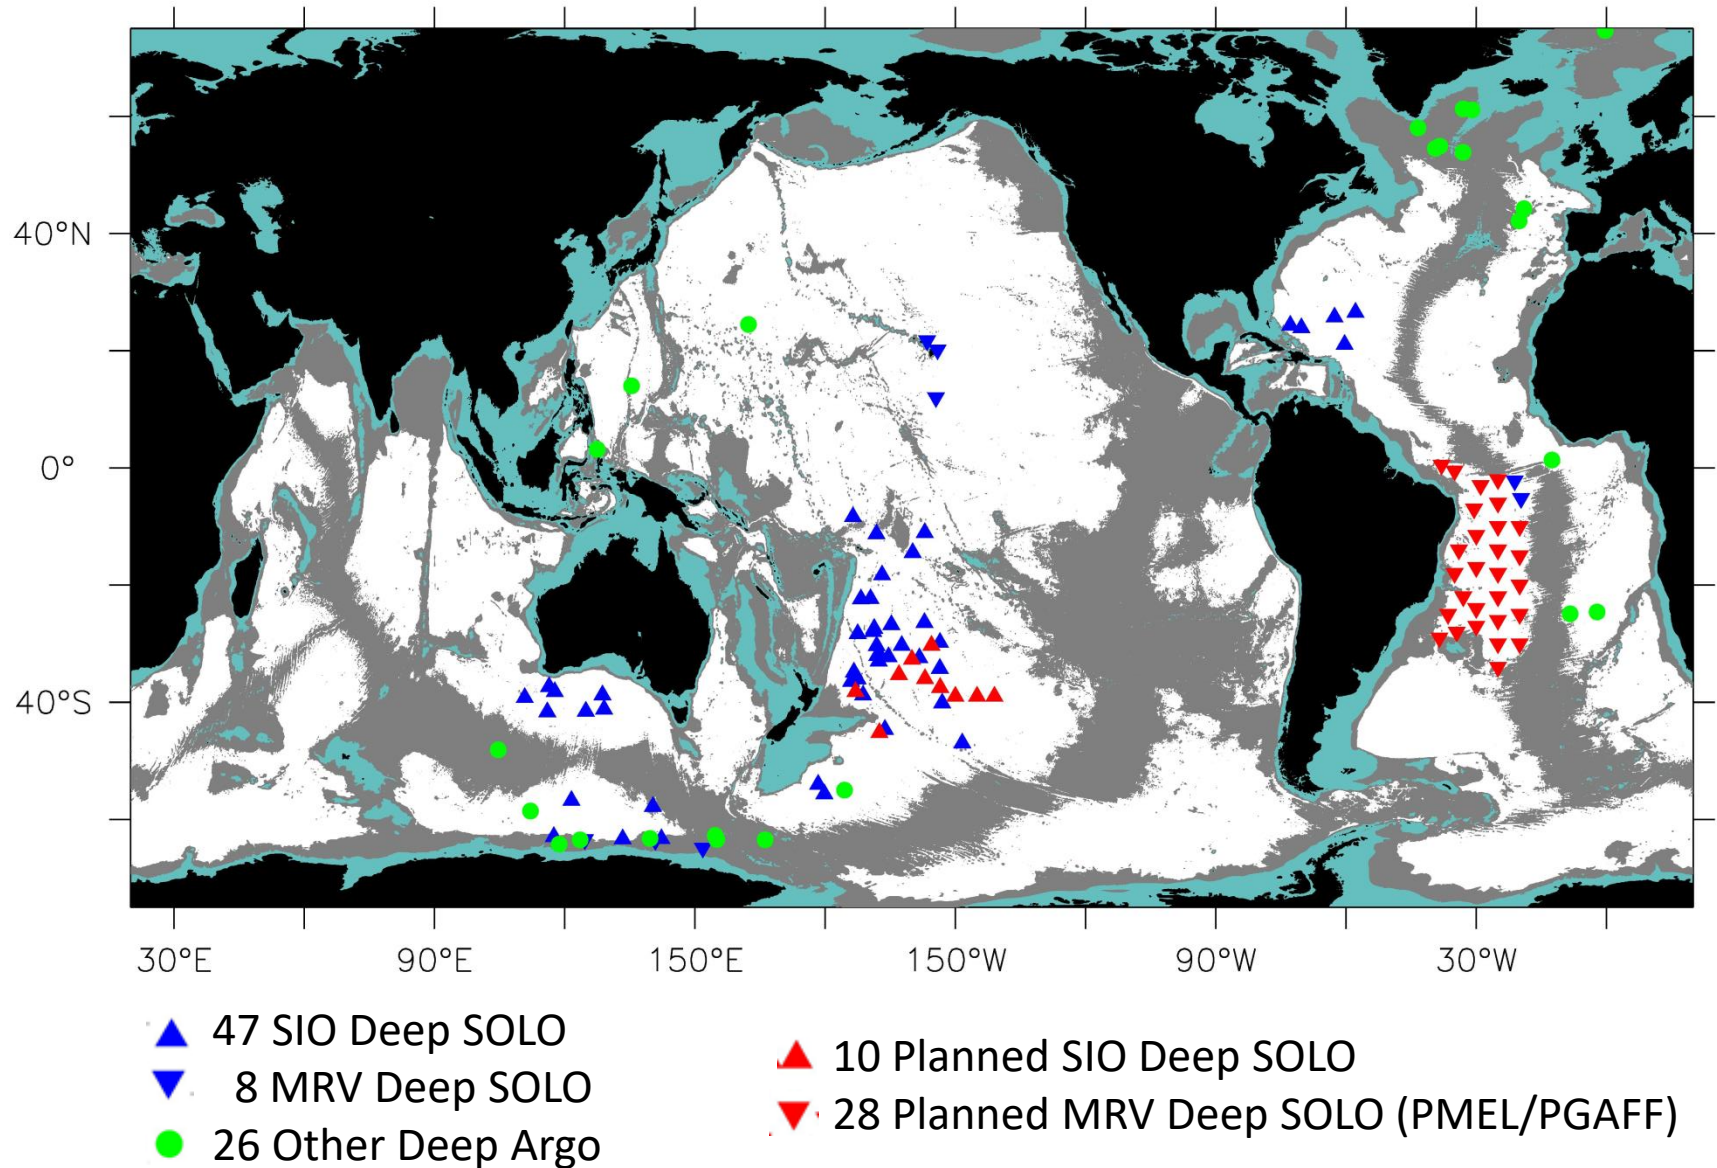 40°N
0°
40°S
30°E 90°E 150°E 150°W 90°W 30°W
47 SIO Deep SOLO
8 MRV Deep SOLO
26 Other Deep Argo
10 Planned SIO Deep SOLO
28 Planned MRV Deep SOLO (PMEL/PGAFF)